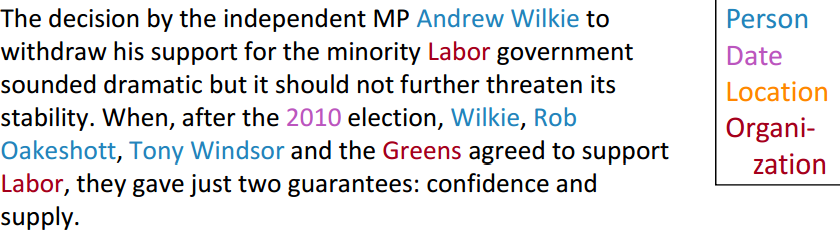 The decision by the independent MP Andrew Wilkie to
withdraw his support for the minority Labor government
sounded dramatic but it should not further threaten its
stability. When, after the 2010 election, Wilkie, Rob
Oakeshott, Tony Windsor and the Greens agreed to support
Labor, they gave just two guarantees: confidence and
supply.
Person
Date
Location
Organi-
zation